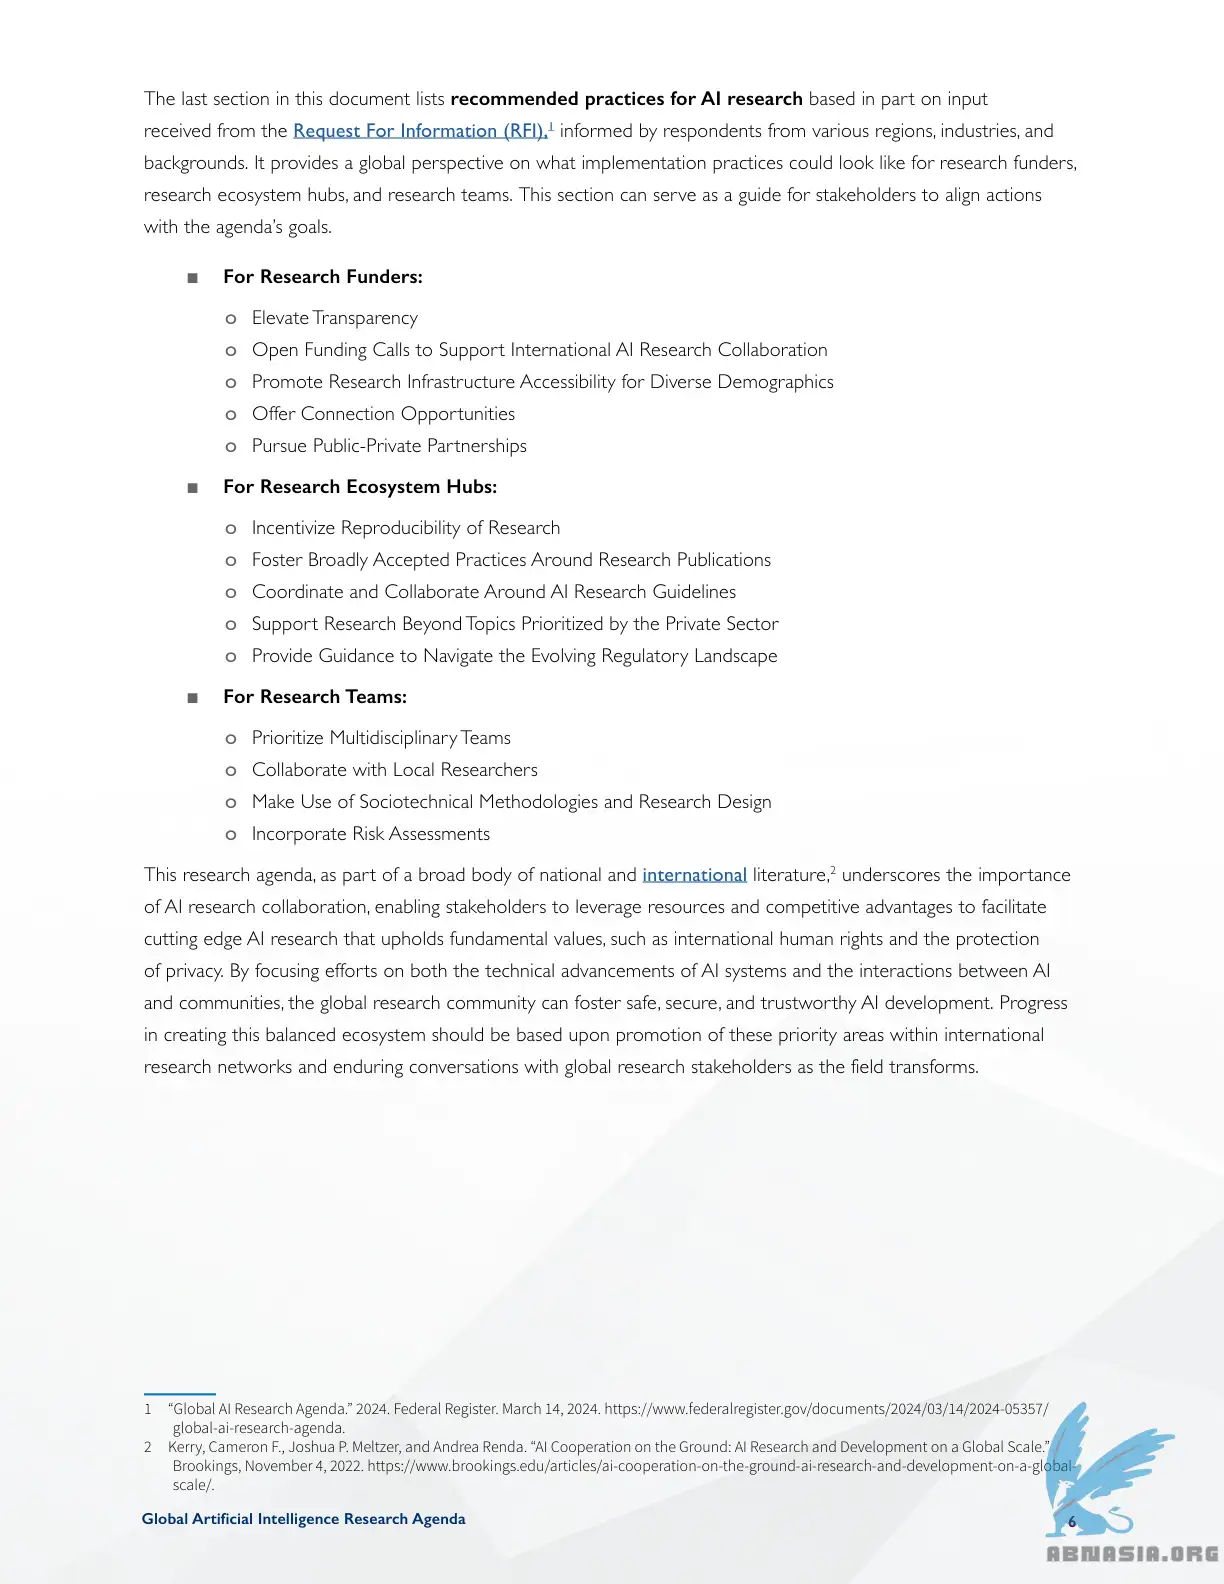 The last section in this document lists recommended practices for AI research based in part on input
received from the Request For Information (RFI),1 informed by respondents from various regions, industries, and
backgrounds. It provides a global perspective on what implementation practices could look like for research funders,
research ecosystem hubs, and research teams. This section can serve as a guide for stakeholders to align actions
with the agenda’s goals.
■ For Research Funders:
o Elevate Transparency
o Open Funding Calls to Support International AI Research Collaboration
o Promote Research Infrastructure Accessibility for Diverse Demographics
o Offer Connection Opportunities
o Pursue Public-Private Partnerships
■ For Research Ecosystem Hubs:
o Incentivize Reproducibility of Research
o Foster Broadly Accepted Practices Around Research Publications
o Coordinate and Collaborate Around AI Research Guidelines
o Support Research Beyond Topics Prioritized by the Private Sector
o Provide Guidance to Navigate the Evolving Regulatory Landscape
■ For Research Teams:
o Prioritize Multidisciplinary Teams
o Collaborate with Local Researchers
o Make Use of Sociotechnical Methodologies and Research Design
o Incorporate Risk Assessments
This research agenda, as part of a broad body of national and international literature,2 underscores the importance
of AI research collaboration, enabling stakeholders to leverage resources and competitive advantages to facilitate
cutting edge AI research that upholds fundamental values, such as international human rights and the protection
of privacy. By focusing efforts on both the technical advancements of AI systems and the interactions between AI
and communities, the global research community can foster safe, secure, and trustworthy AI development. Progress
in creating this balanced ecosystem should be based upon promotion of these priority areas within international
research networks and enduring conversations with global research stakeholders as the field transforms.
1 “Global AI Research Agenda.” 2024. Federal Register. March 14, 2024. https://www.federalregister.gov/documents/2024/03/14/2024-05357/
global-ai-research-agenda.
2 Kerry, Cameron F., Joshua P. Meltzer, and Andrea Renda. “AI Cooperation on the Ground: AI Research and Development on a Global Scale.”
Brookings, November 4, 2022. https://www.brookings.edu/articles/ai-cooperation-on-the-ground-ai-research-and-development-on-a-global-
scale/.
Global Artificial Intelligence Research Agenda
6
ABNASIA.ORG